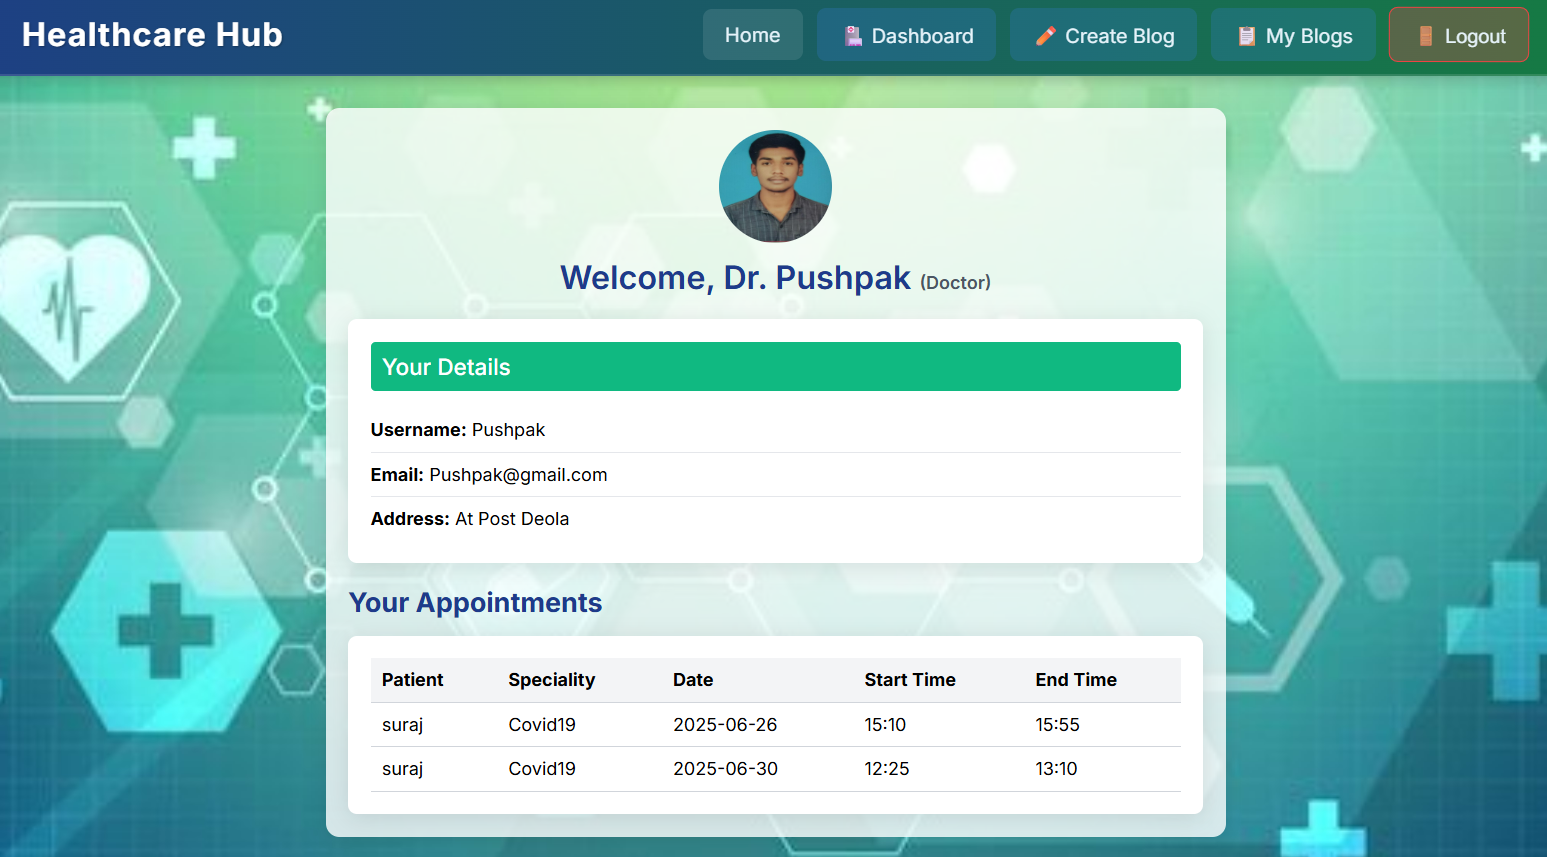 Healthcare Hub Home Dashboard Create Blog My Blogs Logout
Welcome, Dr. Pushpak (Doctor)
Your Details
Username: Pushpak
Email: Pushpak@gmail.com
Address: At Post Deola
Your Appointments
Patient Speciality Date Start Time End Time
suraj Covid19 2025-06-26 15:10 15:55
suraj Covid19 2025-06-30 12:25 13:10